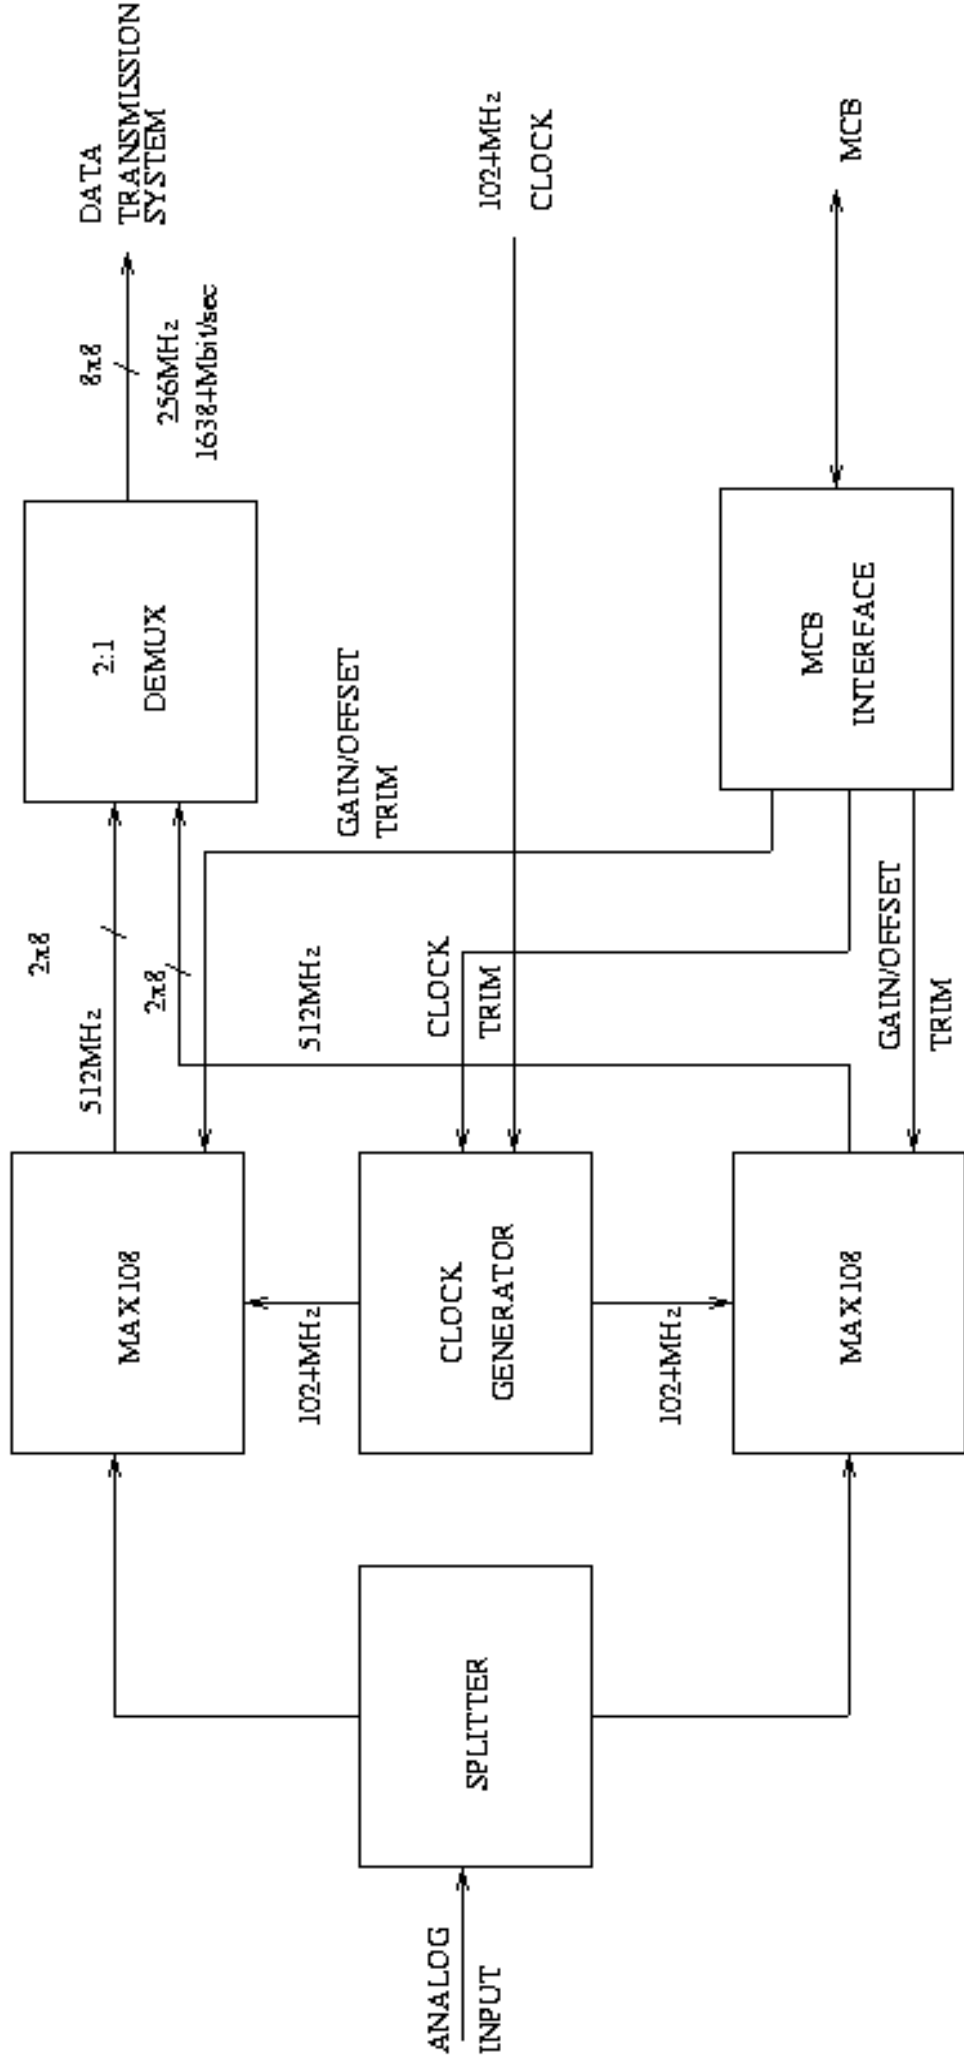 ANALOG
INPUT
SPLITTER
MAX108
1024MHz
CLOCK
GENERATOR
1024MHz
MAX108
512MHz
2x8
2x8
512MHz
CLOCK
TRIM
GAIN/OFFSET
TRIM
GAIN/OFFSET
TRIM
2:1
DEMUX
MCB
INTERFACE
8x8
256MHz
16384Mbit/sec
DATA
TRANSMISSION
SYSTEM
1024MHz
CLOCK
MCB